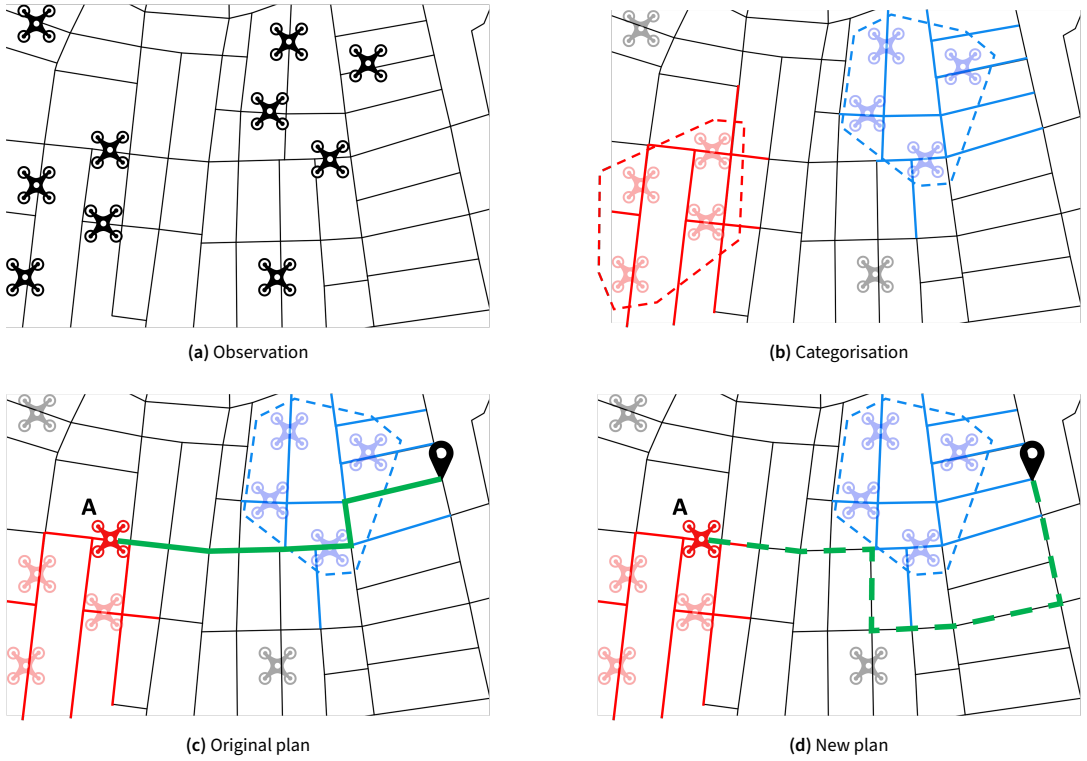 (a) Observation
(b) Categorisation
A
A
(c) Original plan
(d) New plan